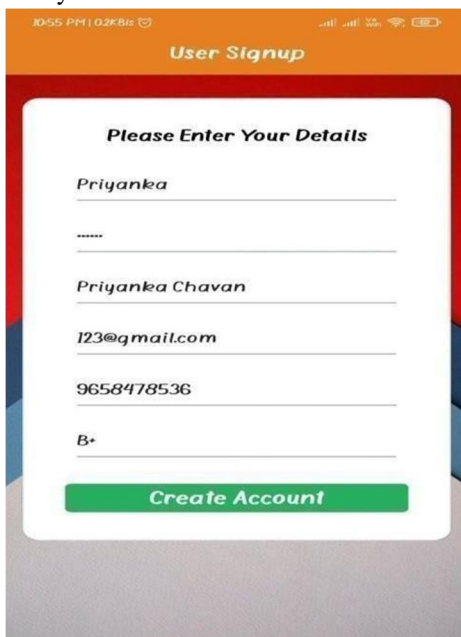 10:55 PM | 0.2KB/s
User Signup
Please Enter Your Details
Priyanka
······
Priyanka Chavan
123@gmail.com
9658478536
B+
Create Account